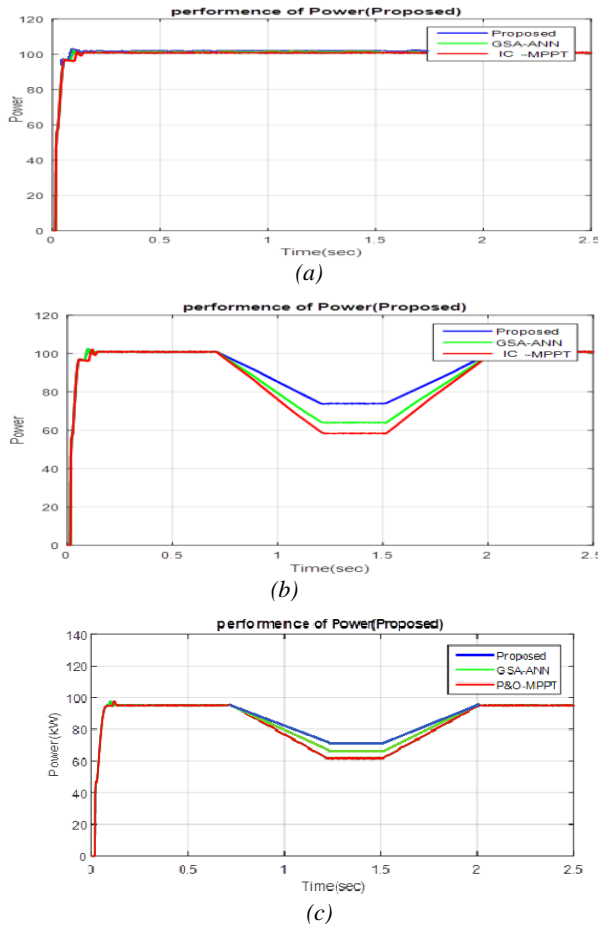 performence of Power(Proposed)
120
100
80
60
40
20
0
Power
Proposed
GSA-ANN
IC ~MPPT
0.5
1
1.5
2
2.5
Time(sec)
(a)
performence of Power(Proposed)
120
100
80
60
40
20
0
Power
Proposed
GSA-ANN
IC ~MPPT
0
0.5
1
1.5
2
2.5
Time(sec)
(b)
performence of Power(Proposed)
140
120
100
80
60
40
20
0
Power(kW)
Proposed
GSA-ANN
P&O-MPPT
0
0.5
1
1.5
2
2.5
Time(sec)
(c)